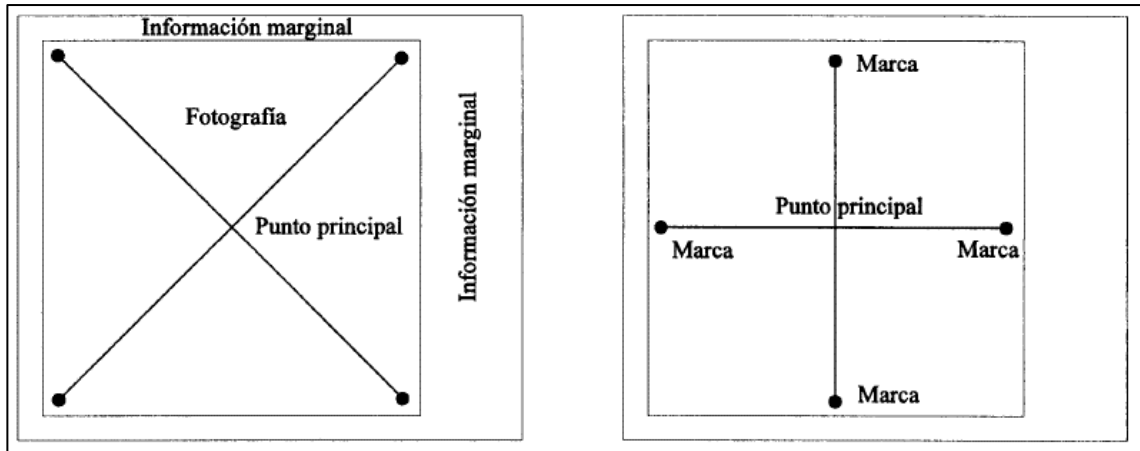 Información marginal
Fotografía
Punto principal
Información marginal
Marca
Punto principal
Marca
Marca
Marca